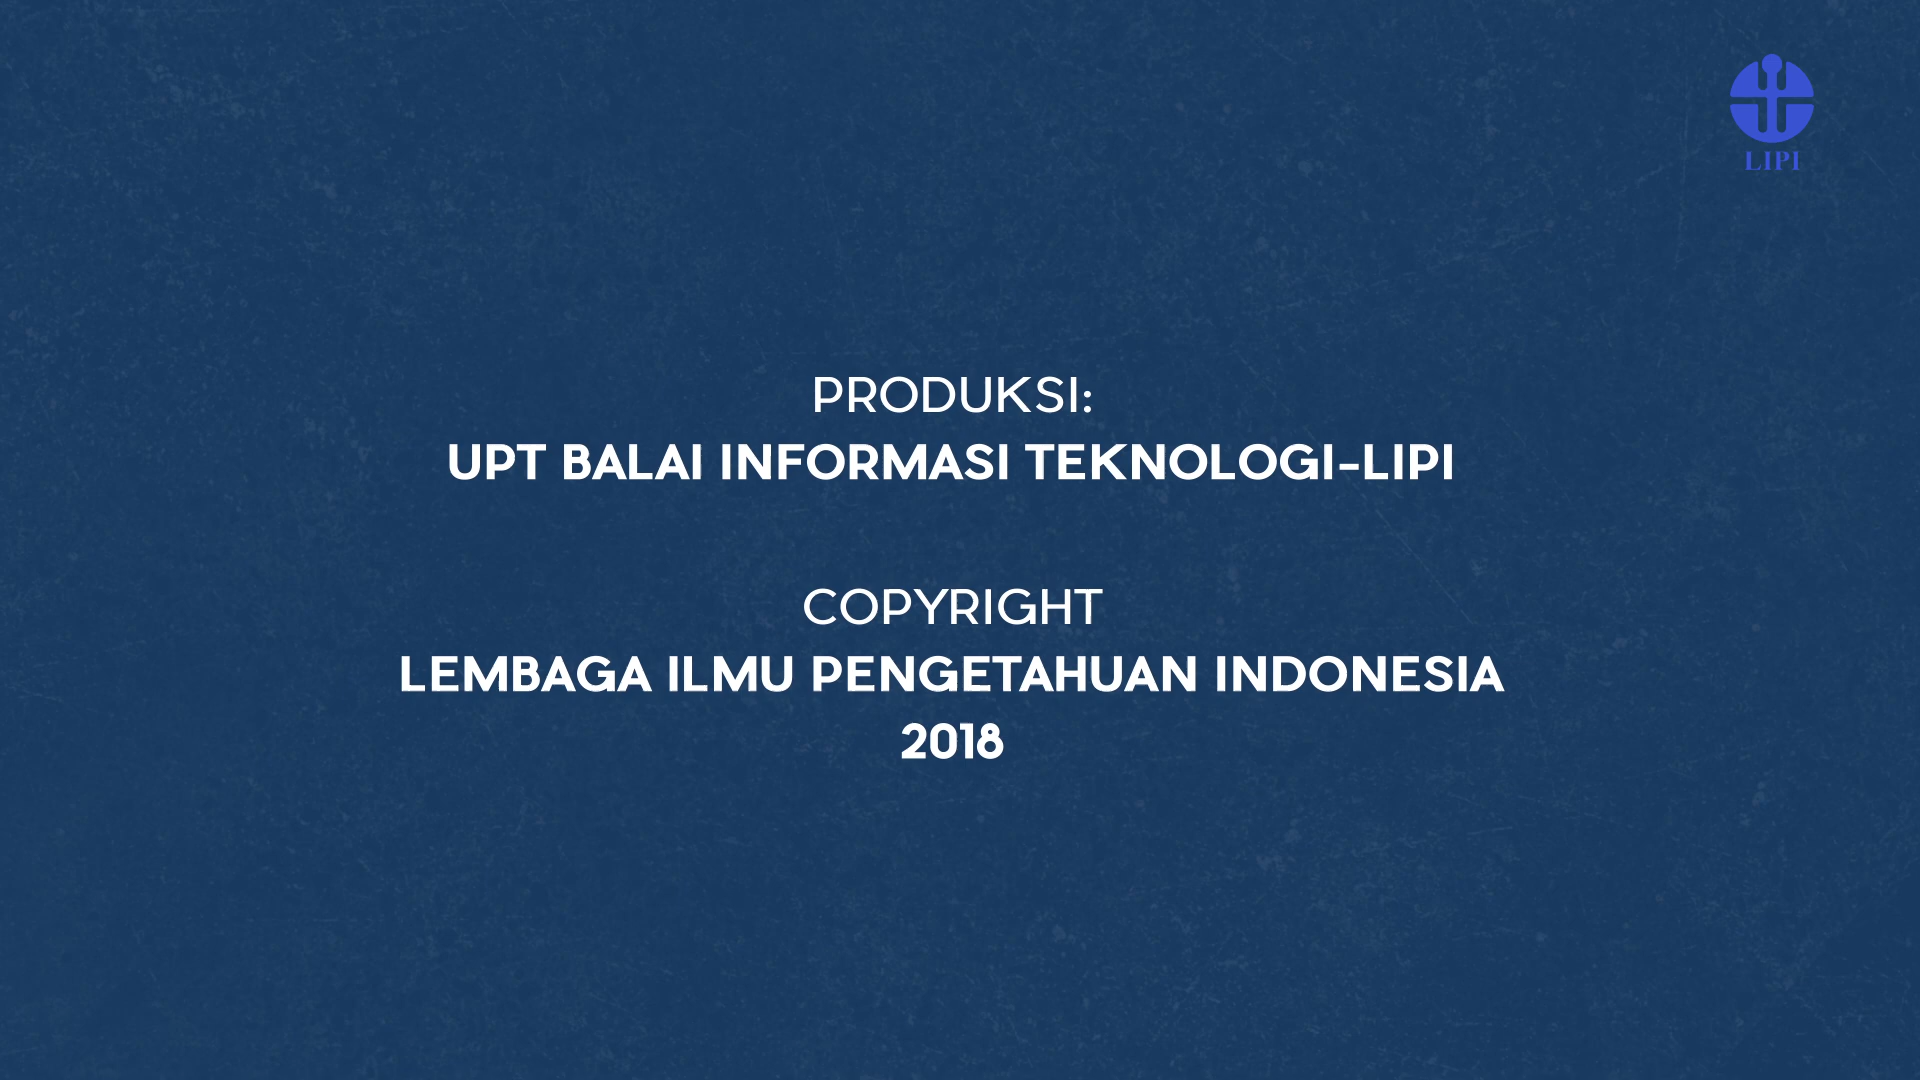 LIPI
PRODUKSI:
UPT BALAI INFORMASI TEKNOLOGI-LIPI
COPYRIGHT
LEMBAGA ILMU PENGETAHUAN INDONESIA
2018